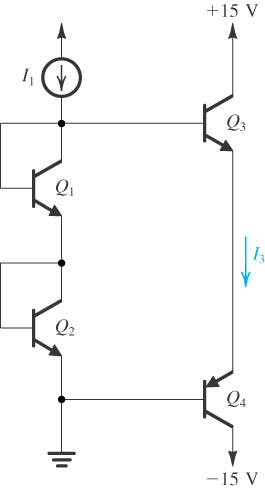 +15 V
I₁
Q₃
Q₁
I₃
Q₂
Q₄
−15 V